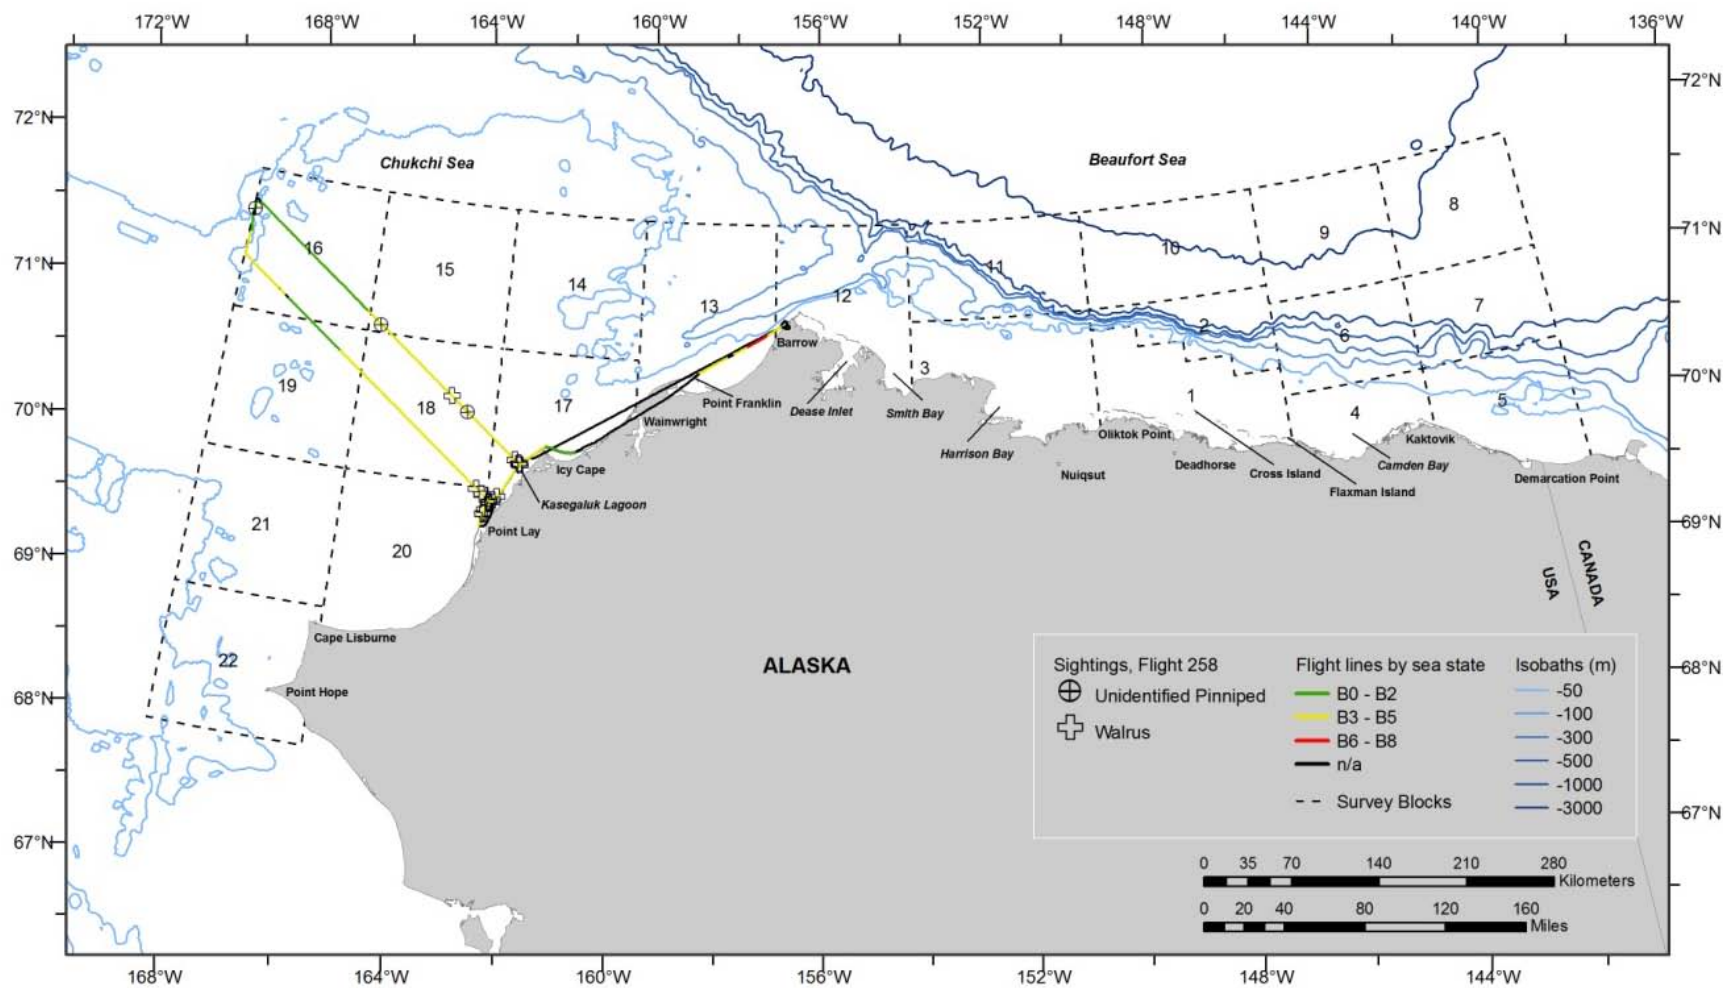 172°W 168°W 164°W 160°W 156°W 152°W 148°W 144°W 140°W 136°W
72°N 72°N
Chukchi Sea Beaufort Sea
8
9
71°N 71°N
16 10
15 11
14
13 12 7
2 6
Barrow
19 3 70°N
70°N 18 17 Point Franklin Dease Inlet Smith Bay 1 5
Wainwright 4
Harrison Bay Oliktok Point Kaktovik
Icy Cape Nuiqsut Deadhorse Cross Island Camden Bay
Kasegaluk Lagoon Flaxman Island Demarcation Point
21 Point Lay 69°N
69°N 20
USA CANADA
Cape Lisburne
22 ALASKA 68°N
Point Hope
68°N
67°N
67°N
Sightings, Flight 258
Unidentified Pinniped
Walrus
Flight lines by sea state
B0 - B2
B3 - B5
B6 - B8
n/a
Survey Blocks
Isobaths (m)
-50
-100
-300
-500
-1000
-3000
0 35 70 140 210 280
Kilometers
0 20 40 80 120 160
Miles
168°W 164°W 160°W 156°W 152°W 148°W 144°W